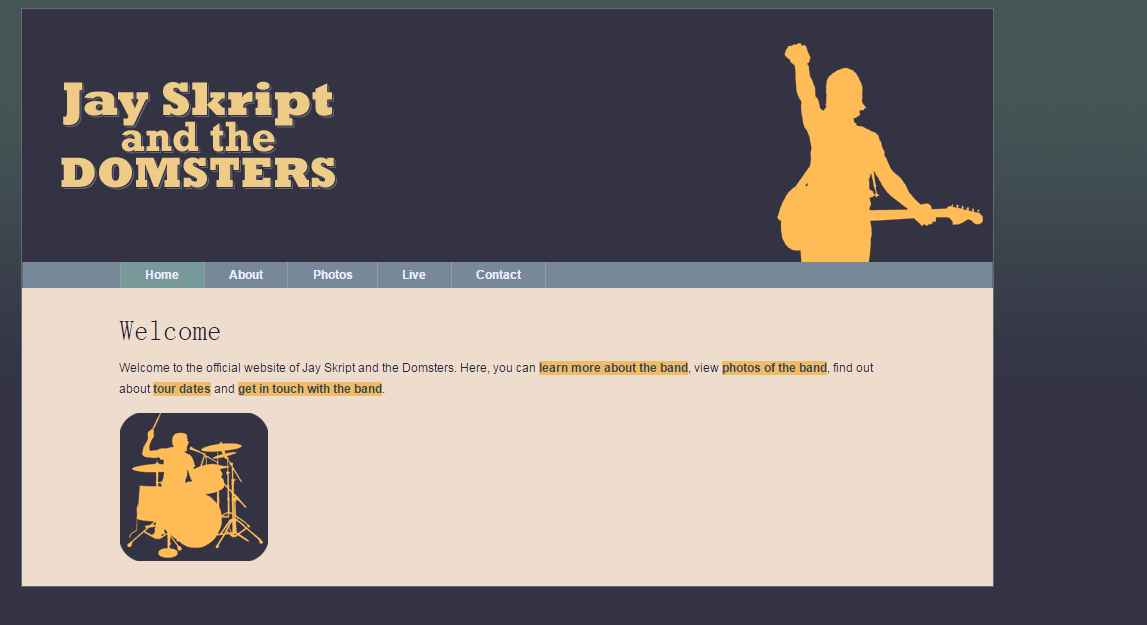 Jay Skript
and the
DOMSTERS
Home About Photos Live Contact
Welcome
Welcome to the official website of Jay Skript and the Domsters. Here, you can learn more about the band, view photos of the band, find out
about tour dates and get in touch with the band.